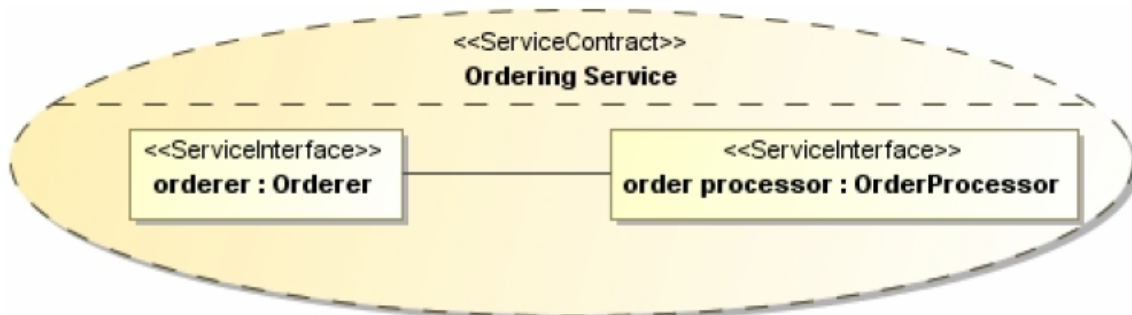 <<ServiceContract>>
Ordering Service
<<ServiceInterface>>
orderer : Orderer
<<ServiceInterface>>
order processor : OrderProcessor